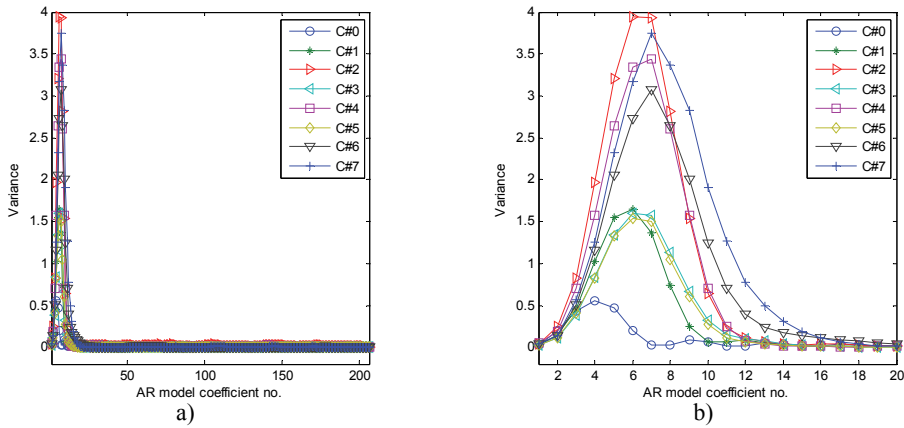 4
3.5
3
2.5
2
1.5
1
0.5
0
Variance
50
100
150
200
AR model coefficient no.
C#0
C#1
C#2
C#3
C#4
C#5
C#6
C#7
a)
4
3.5
3
2.5
2
1.5
1
0.5
0
Variance
2
4
6
8
10
12
14
16
18
20
AR model coefficient no.
C#0
C#1
C#2
C#3
C#4
C#5
C#6
C#7
b)